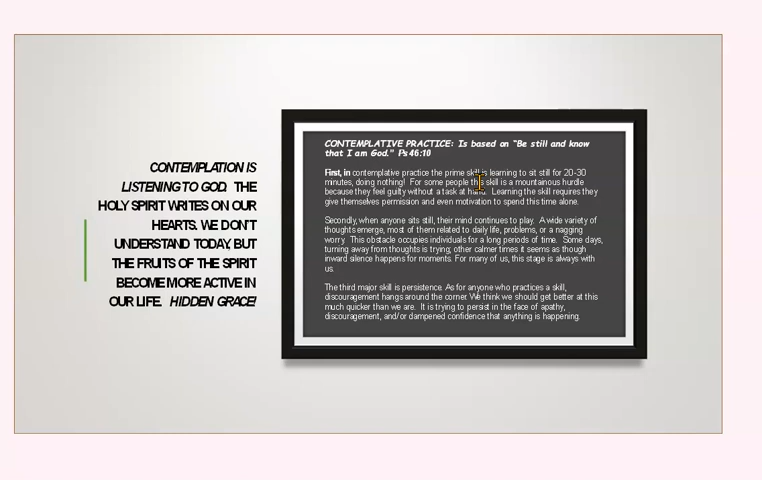 CONTEMPLATION IS
LISTENING TO GOD. THE
HOLY SPIRIT WRITES ON OUR
HEARTS. WE DON'T
UNDERSTAND TODAY, BUT
THE FRUITS OF THE SPIRIT
BECOME MORE ACTIVE IN
OUR LIFE. HIDDEN GRACE!
CONTEMPLATIVE PRACTICE: Is based on “Be still and know
that I am God.” Ps 46:10
First, in contemplative practice the prime skill is learning to sit still for 20-30
minutes, doing nothing! For some people this skill is a mountainous hurdle
because they feel guilty without a task at hand. Learning the skill requires they
give themselves permission and even motivation to spend this time alone.
Secondly, when anyone sits still, their mind continues to play. A wide variety of
thoughts emerge, most of them related to daily life, problems, or a nagging
worry. This obstacle occupies individuals for a long periods of time. Some days,
turning away from thoughts is trying; other calmer times it seems as though
inward silence happens for moments. For many of us, this stage is always with
us.
The third major skill is persistence. As for anyone who practices a skill,
discouragement hangs around the corner. We think we should get better at this
much quicker than we are. It is trying to persist in the face of apathy,
discouragement, and/or dampened confidence that anything is happening.